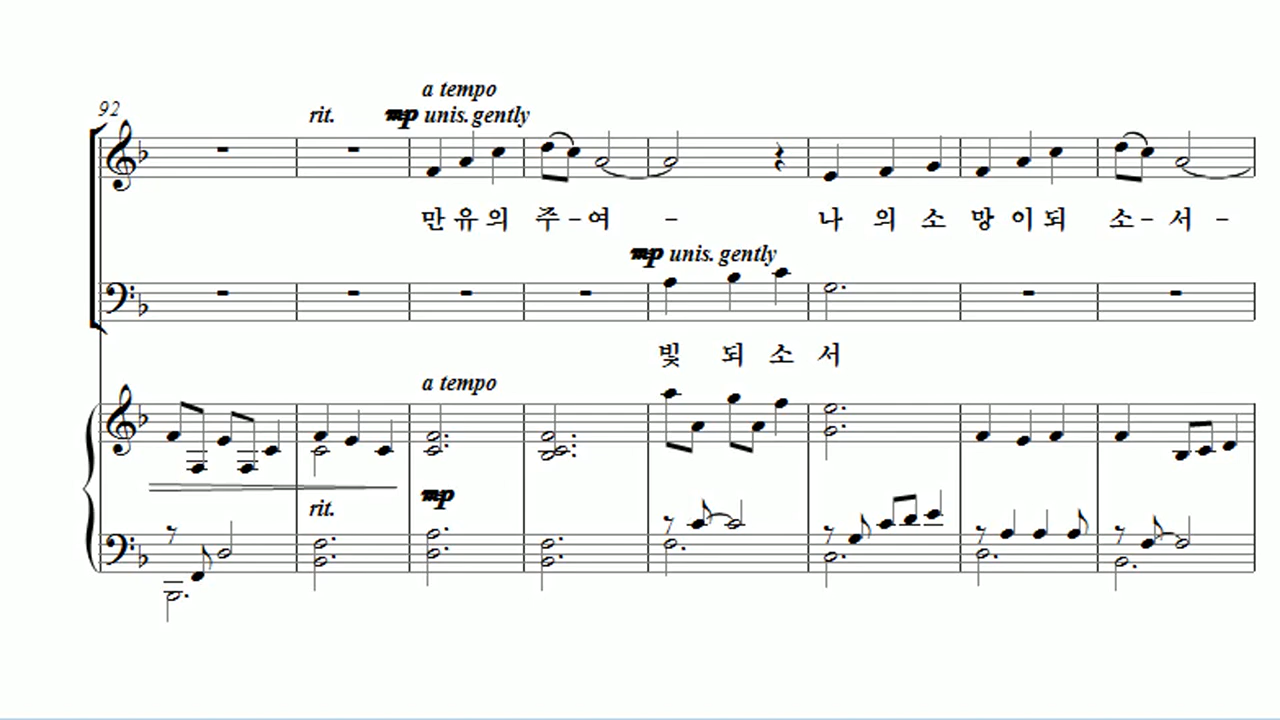 a tempo
92 rit. mp unis. gently
만 유 의 주 - 여 - 나 의 소 망 이 되 소 - 서 -
mp unis. gently
빛 되 소 서
a tempo
mp
rit.